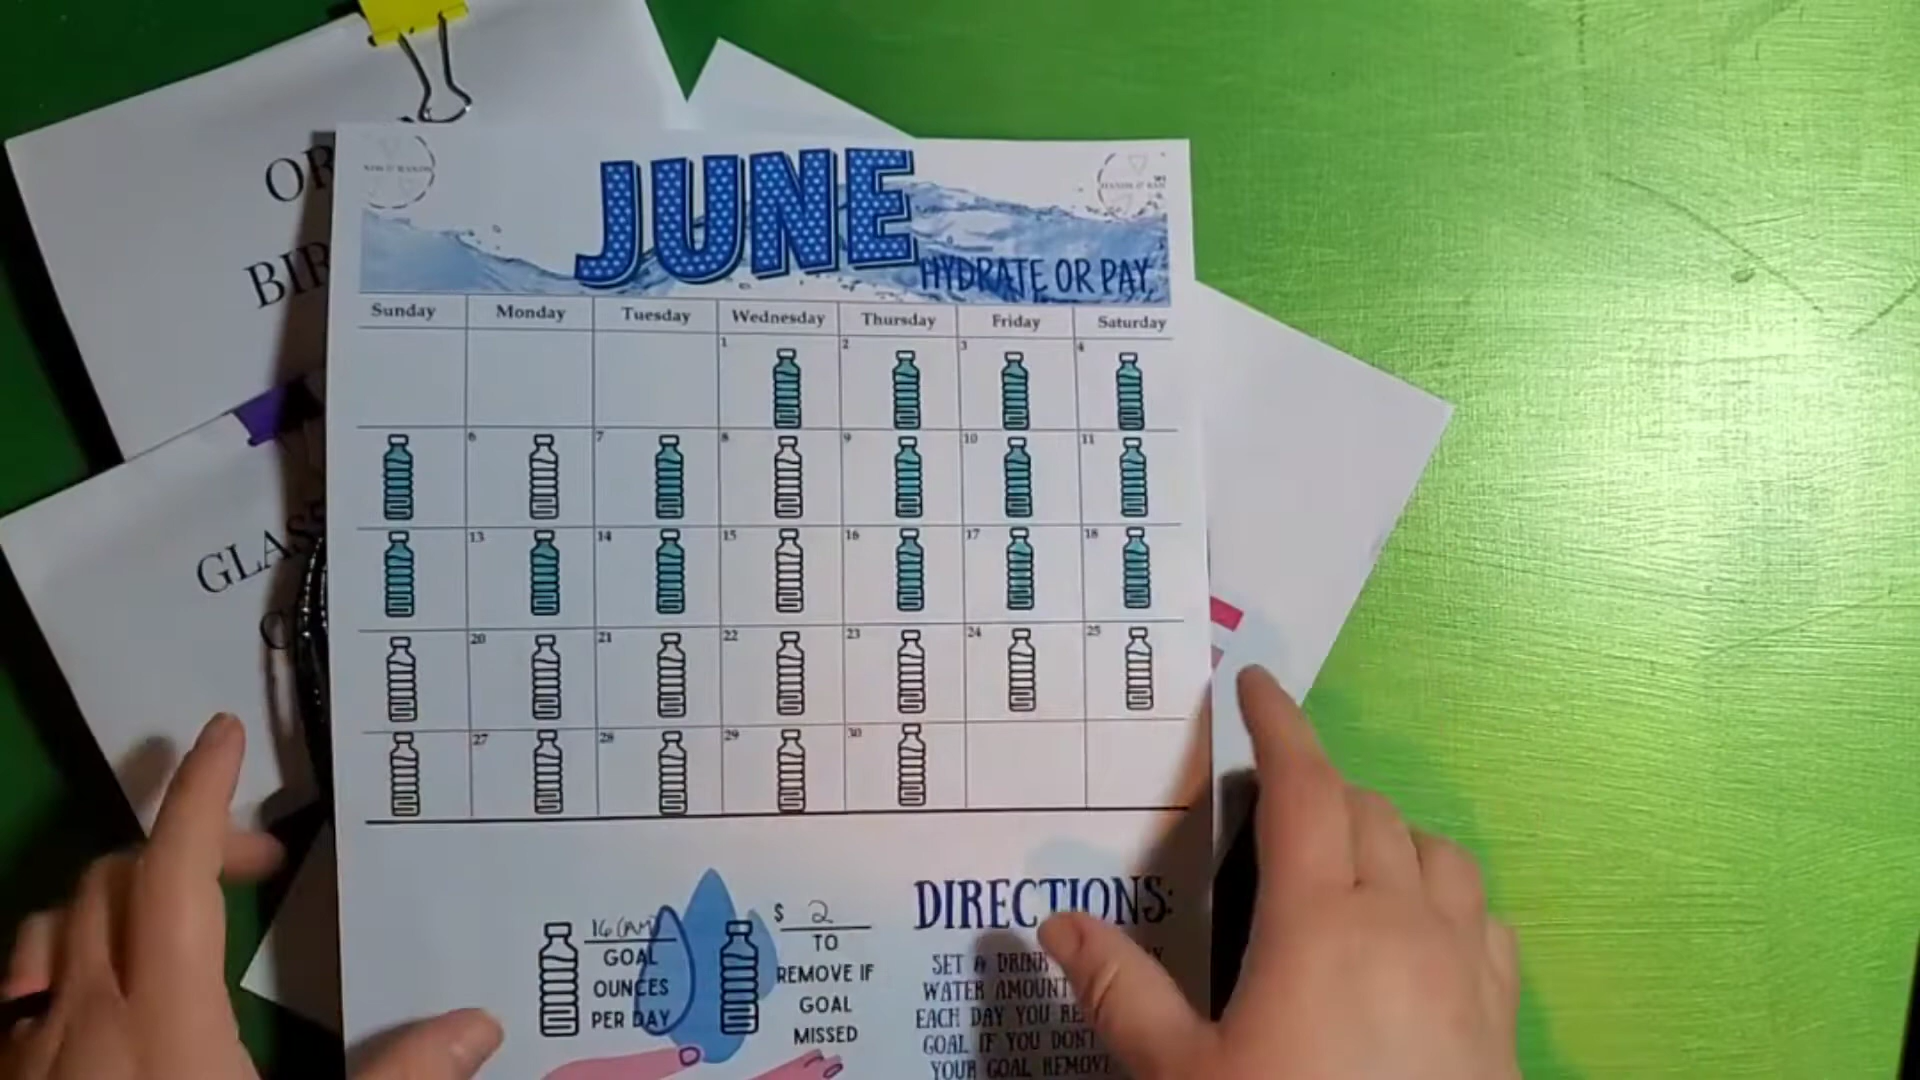 JUNE
HYDRATE OR PAY
Sunday Monday Tuesday Wednesday Thursday Friday Saturday
1 2 3 4
6 7 8 9 10 11
13 14 15 16 17 18
20 21 22 23 24 25
27 28 29 30
16 (AM)
GOAL
OUNCES
PER DAY
$ 2
TO
REMOVE IF
GOAL
MISSED
DIRECTIONS:
SET A
WATER AMOUNT
EACH DAY YOU
GOAL IF YOU DON'T
YOUR GOAL REMOVE